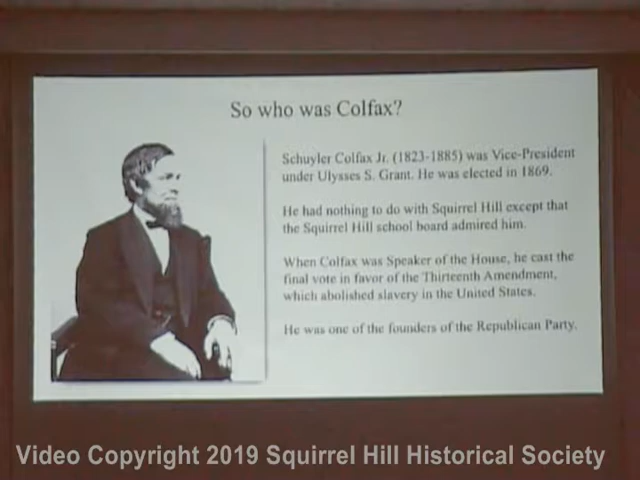 So who was Colfax?
Schuyler Colfax Jr. (1823-1885) was Vice-President
under Ulysses S. Grant. He was elected in 1869.
He had nothing to do with Squirrel Hill except that
the Squirrel Hill school board admired him.
When Colfax was Speaker of the House, he cast the
final vote in favor of the Thirteenth Amendment,
which abolished slavery in the United States.
He was one of the founders of the Republican Party.
Video Copyright 2019 Squirrel Hill Historical Society